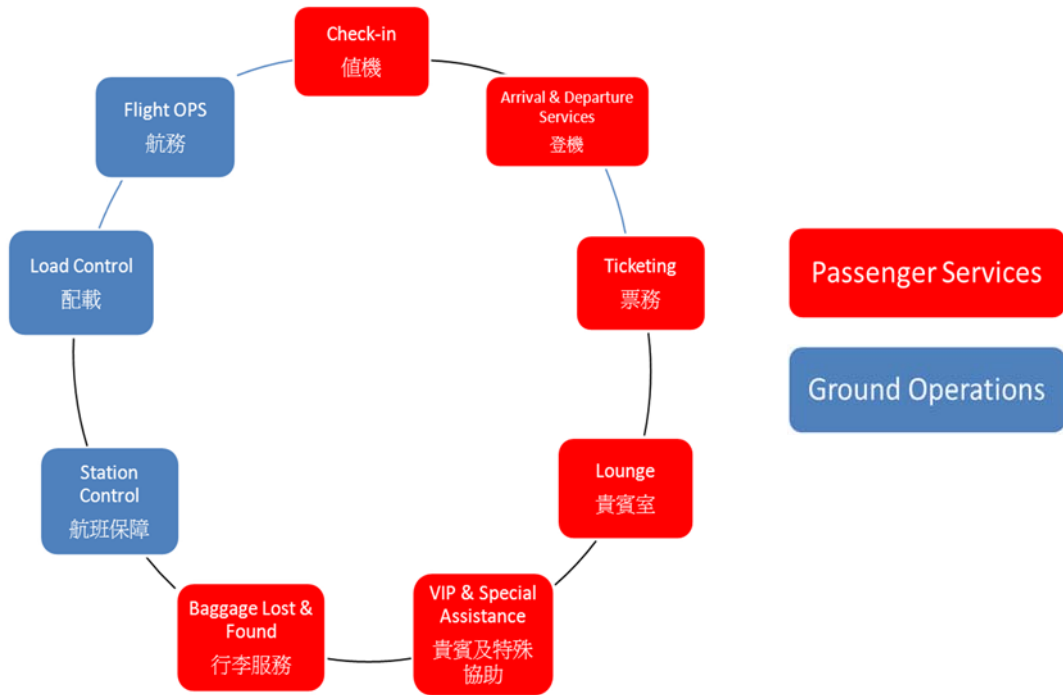 Check-in
值機
Arrival & Departure
Services
登機
Ticketing
票務
Lounge
貴賓室
VIP & Special
Assistance
貴賓及特殊
協助
Baggage Lost &
Found
行李服務
Station
Control
航班保障
Load Control
配載
Flight OPS
航務
Passenger Services
Ground Operations